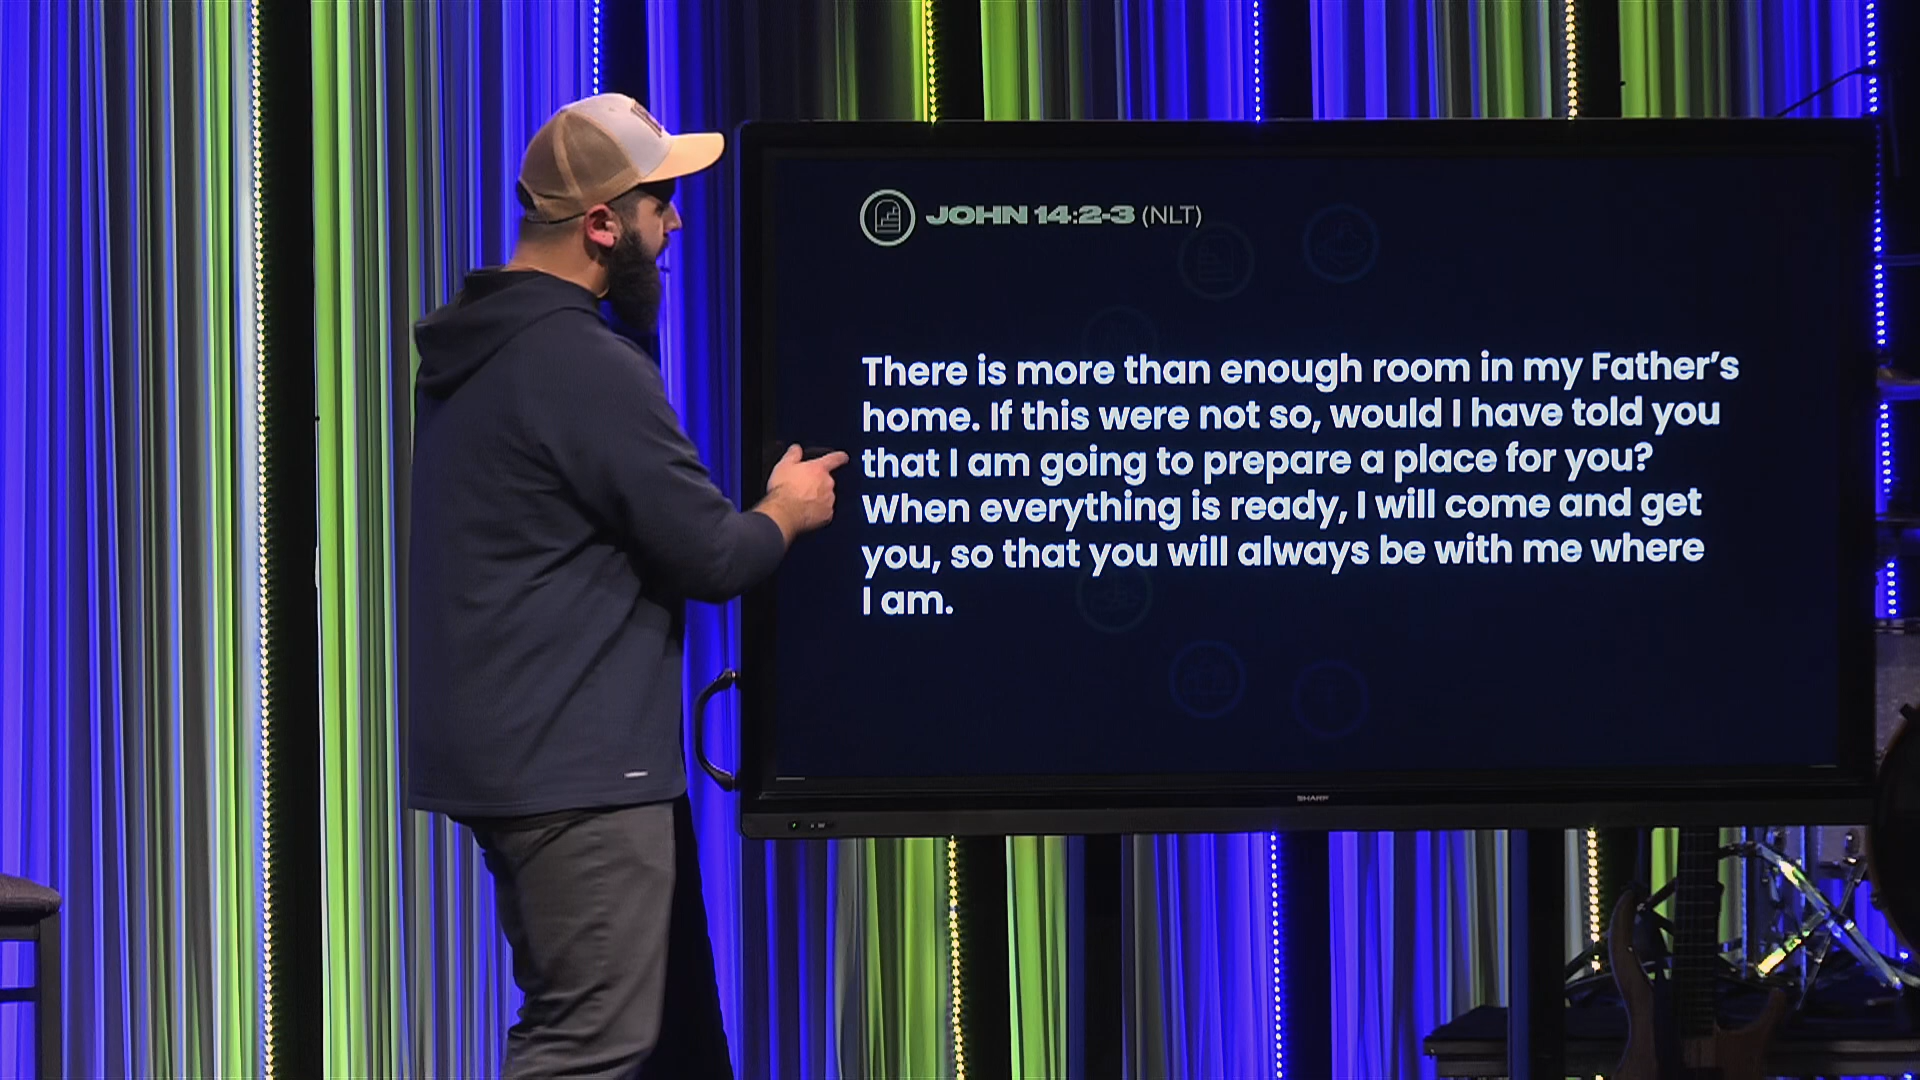 JOHN 14:2-3 (NLT)
There is more than enough room in my Father's
home. If this were not so, would I have told you
that I am going to prepare a place for you?
When everything is ready, I will come and get
you, so that you will always be with me where
I am.
SHARP